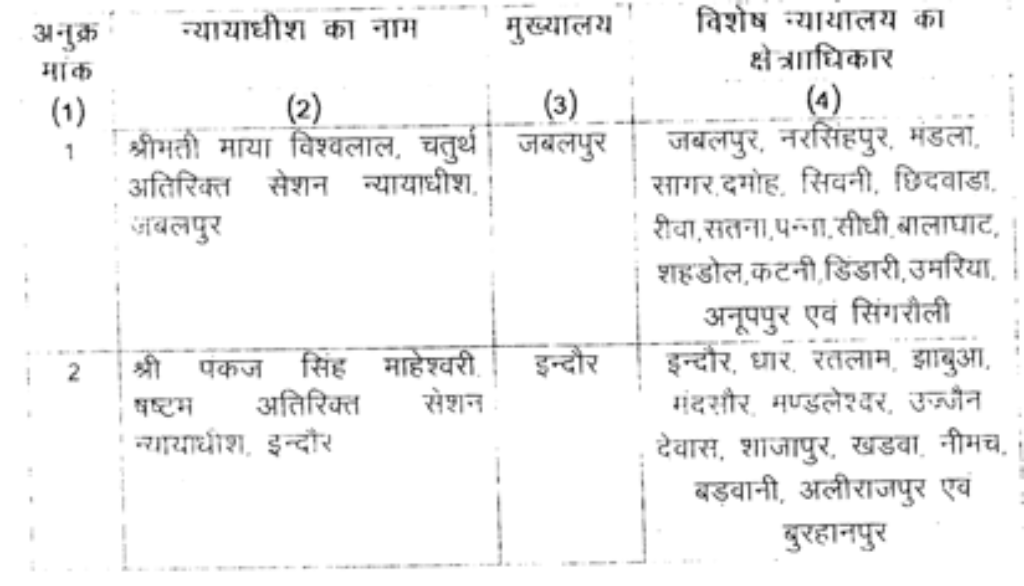 अनुक्र न्यायाधीश का नाम मुख्यालय विशेष न्यायालय का
मांक क्षेत्राधिकार
(1) (2) (3) (4)
1 श्रीमती माया विश्वलाल, चतुर्थ जबलपुर जबलपुर, नरसिंहपुर, मंडला,
अतिरिक्त सेशन न्यायाधीश, सागर,दमोह, सिवनी, छिंदवाडा,
जबलपुर रीवा,सतना,पन्ना,सीधी,बालाघाट,
शहडोल,कटनी,डिंडारी,उमरिया,
अनूपपुर एवं सिंगरौली
2 श्री पंकज सिंह माहेश्वरी, इन्दौर इन्दौर, धार, रतलाम, झाबुआ,
षष्टम अतिरिक्त सेशन मंदसौर, मण्डलेश्वर, उज्जैन
न्यायाधीश, इन्दौर देवास, शाजापुर, खडवा, नीमच,
बड़वानी, अलीराजपुर एवं
बुरहानपुर